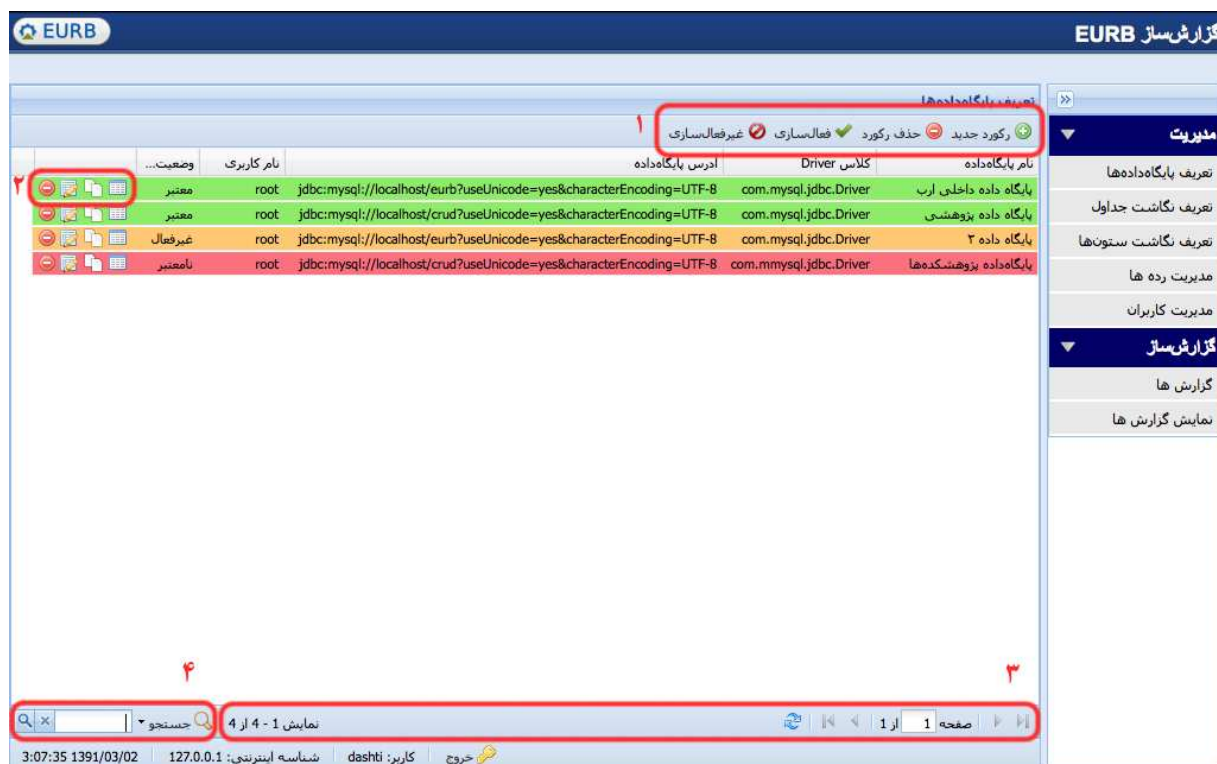 گزارش‌ساز EURB
EURB
تعریف پایگاه‌داده‌ها
مدیریت
تعریف پایگاه‌داده‌ها
تعریف نگاشت جداول
تعریف نگاشت ستون‌ها
مدیریت رده ها
مدیریت کاربران
گزارش‌ساز
گزارش ها
نمایش گزارش ها
رکورد جدید حذف رکورد فعال‌سازی غیرفعال‌سازی ۱
نام پایگاه‌داده کلاس Driver آدرس پایگاه‌داده نام کاربری وضعیت...
پایگاه داده داخلی ارب com.mysql.jdbc.Driver jdbc:mysql://localhost/eurb?useUnicode=yes&characterEncoding=UTF-8 root معتبر ۲
پایگاه داده پژوهشی com.mysql.jdbc.Driver jdbc:mysql://localhost/crud?useUnicode=yes&characterEncoding=UTF-8 root معتبر
پایگاه داده ۳ com.mysql.jdbc.Driver jdbc:mysql://localhost/crud?useUnicode=yes&characterEncoding=UTF-8 root غیرفعال
پایگاه‌داده پژوهشکده‌ها com.mmysql.jdbc.Driver jdbc:mysql://localhost/crud?useUnicode=yes&characterEncoding=UTF-8 root نامعتبر
۳ ۴
صفحه 1 از 1 نمایش 1 - 4 از 4 جستجو
خروج کاربر: dashti شناسه اینترنتی: 127.0.0.1 3:07:35 1391/03/02